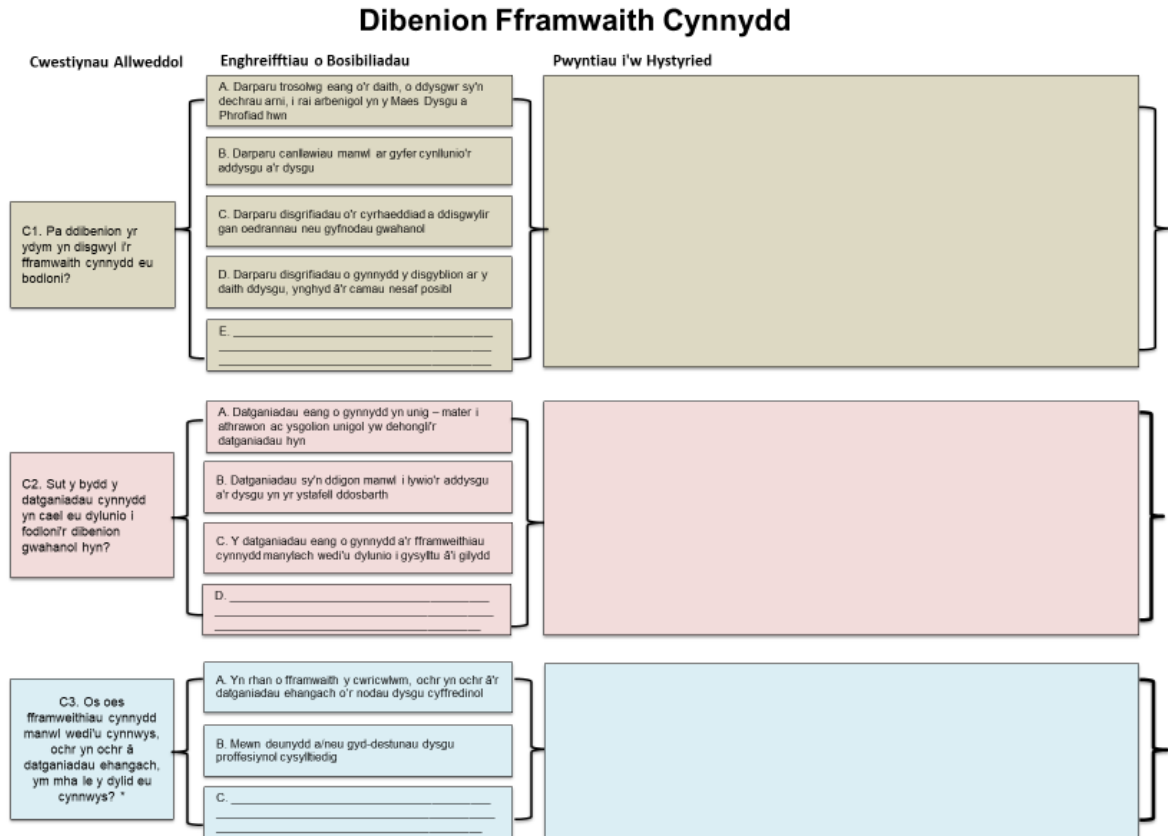 Dibenion Fframwaith Cynnydd
Cwestiynau Allweddol
Enghreifftiau o Bosibiliadau
Pwyntiau i'w Hystyried
C1. Pa ddibenion yr
ydym yn disgwyl i'r
fframwaith cynnydd eu
bodloni?
A. Darparu trosolwg eang o'r daith, o ddysgwr sy'n
dechrau arni, i rai arbenigol yn y Maes Dysgu a
Phrofiad hwn
B. Darparu canllawiau manwl ar gyfer cynllunio'r
addysgu a'r dysgu
C. Darparu disgrifiadau o'r cyrhaeddiad a ddisgwylir
gan oedrannau neu gyfnodau gwahanol
D. Darparu disgrifiadau o gynnydd y disgyblion ar y
daith ddysgu, ynghyd â'r camau nesaf posibl
E.
C2. Sut y bydd y
datganiadau cynnydd
yn cael eu dylunio i
fodloni'r dibenion
gwahanol hyn?
A. Datganiadau eang o gynnydd yn unig – mater i
athrawon ac ysgolion unigol yw dehongli'r
datganiadau hyn
B. Datganiadau sy'n ddigon manwl i lywio'r addysgu
a'r dysgu yn yr ystafell ddosbarth
C. Y datganiadau eang o gynnydd a'r fframweithiau
cynnydd manylach wedi'u dylunio i gysylltu â'i gilydd
D.
C3. Os oes
fframweithiau cynnydd
manwl wedi'u cynnwys,
ochr yn ochr â
datganiadau ehangach,
ym mha le y dylid eu
cynnwys? *
A. Yn rhan o fframwaith y cwricwlwm, ochr yn ochr â'r
datganiadau ehangach o'r nodau dysgu cyffredinol
B. Mewn deunydd a/neu gyd-destunau dysgu
proffesiynol cysylltiedig
C.